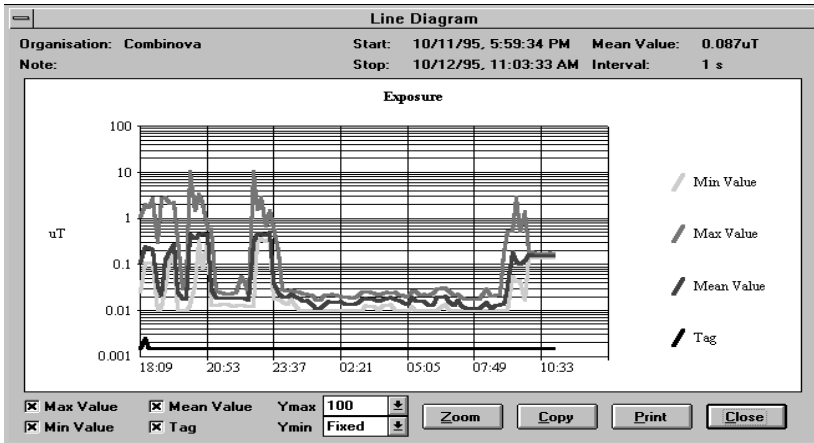 Line Diagram
Organisation: Combinova Start: 10/11/95, 5:59:34 PM Mean Value: 0.087uT
Note: Stop: 10/12/95, 11:03:33 AM Interval: 1 s
Exposure
100
10
1
0.1
0.01
0.001
uT
18:09 20:53 23:37 02:21 05:05 07:49 10:33
Min Value
Max Value
Mean Value
Tag
Max Value Mean Value Ymax 100
Min Value Tag Ymin Fixed
Zoom Copy Print Close